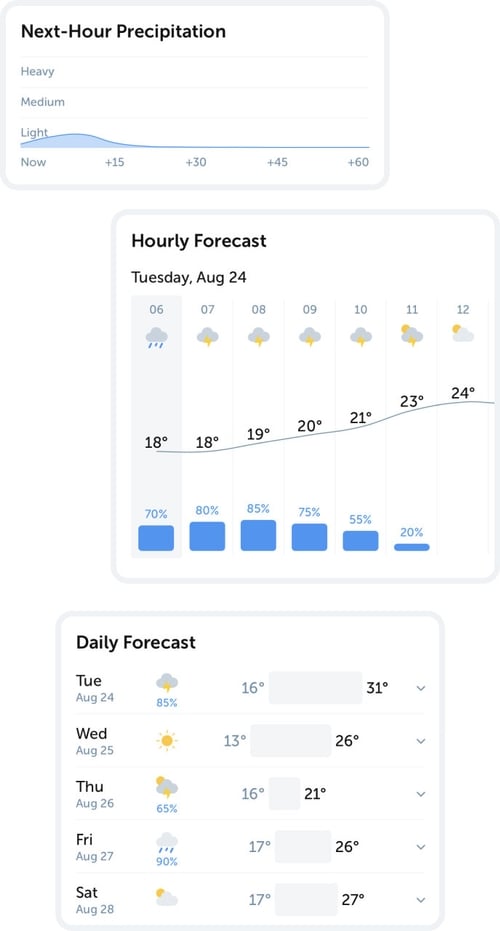 Next-Hour Precipitation
Heavy
Medium
Light
Now +15 +30 +45 +60
Hourly Forecast
Tuesday, Aug 24
06 07 08 09 10 11 12
18° 18° 19° 20° 21° 23° 24°
70% 80% 85% 75% 55% 20%
Daily Forecast
Tue 16° 31°
Aug 24 85%
Wed 13° 26°
Aug 25
Thu 16° 21°
Aug 26 65%
Fri 17° 26°
Aug 27 90%
Sat 17° 27°
Aug 28